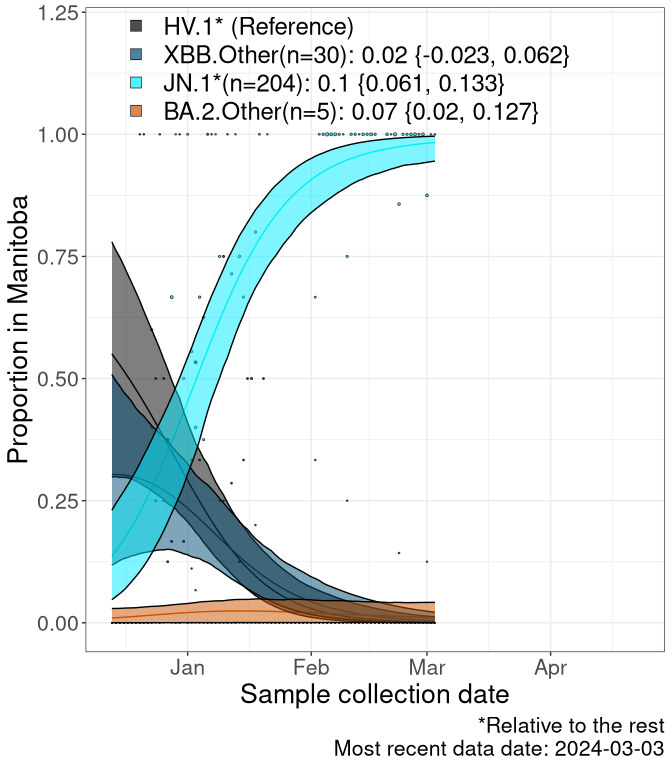 1.25
HV.1* (Reference)
XBB.Other(n=30): 0.02 {-0.023, 0.062}
JN.1*(n=204): 0.1 {0.061, 0.133}
BA.2.Other(n=5): 0.07 {0.02, 0.127}
1.00
0.75
0.50
0.25
0.00
Proportion in Manitoba
Jan Feb Mar Apr
Sample collection date
*Relative to the rest
Most recent data date: 2024-03-03